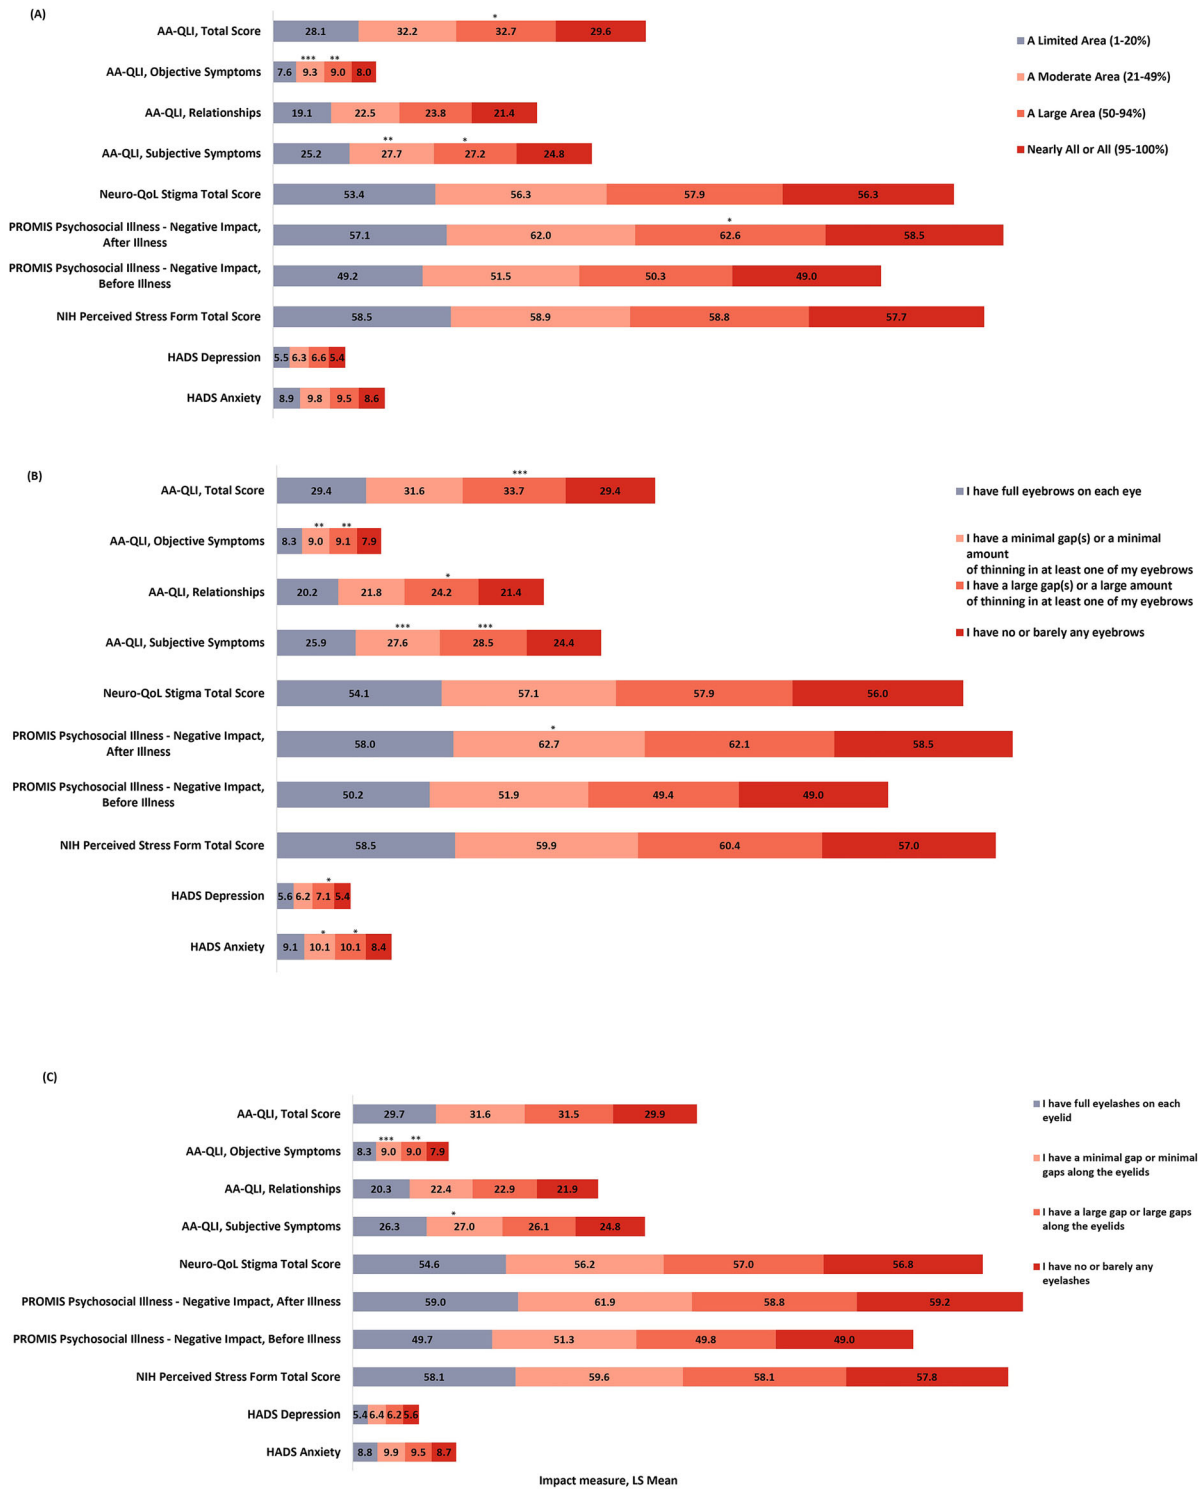 (A)
*
AA-QLI, Total Score 28.1 32.2 32.7 29.6
A Limited Area (1-20%)
*** **
AA-QLI, Objective Symptoms 7.6 9.3 9.0 8.0
A Moderate Area (21-49%)
AA-QLI, Relationships 19.1 22.5 23.8 21.4
A Large Area (50-94%)
** *
AA-QLI, Subjective Symptoms 25.2 27.7 27.2 24.8
Nearly All or All (95-100%)
Neuro-QoL Stigma Total Score 53.4 56.3 57.9 56.3
*
PROMIS Psychosocial Illness - Negative Impact,
After Illness 57.1 62.0 62.6 58.5
PROMIS Psychosocial Illness - Negative Impact,
Before Illness 49.2 51.5 50.3 49.0
NIH Perceived Stress Form Total Score 58.5 58.9 58.8 57.7
HADS Depression 5.5 6.3 6.6 5.4
HADS Anxiety 8.9 9.8 9.5 8.6
(B)
***
AA-QLI, Total Score 29.4 31.6 33.7 29.4
I have full eyebrows on each eye
** **
AA-QLI, Objective Symptoms 8.3 9.0 9.1 7.9
I have a minimal gap(s) or a minimal
amount
of thinning in at least one of my eyebrows
*
AA-QLI, Relationships 20.2 21.8 24.2 21.4
I have a large gap(s) or a large amount
of thinning in at least one of my eyebrows
*** ***
AA-QLI, Subjective Symptoms 25.9 27.6 28.5 24.4
I have no or barely any eyebrows
Neuro-QoL Stigma Total Score 54.1 57.1 57.9 56.0
*
PROMIS Psychosocial Illness - Negative Impact,
After Illness 58.0 62.7 62.1 58.5
PROMIS Psychosocial Illness - Negative Impact,
Before Illness 50.2 51.9 49.4 49.0
NIH Perceived Stress Form Total Score 58.5 59.9 60.4 57.0
*
HADS Depression 5.6 6.2 7.1 5.4
* *
HADS Anxiety 9.1 10.1 10.1 8.4
(C)
AA-QLI, Total Score 29.7 31.6 31.5 29.9
I have full eyelashes on each
eyelid
*** **
AA-QLI, Objective Symptoms 8.3 9.0 9.0 7.9
I have a minimal gap or minimal
gaps along the eyelids
AA-QLI, Relationships 20.3 22.4 22.9 21.9
*
AA-QLI, Subjective Symptoms 26.3 27.0 26.1 24.8
I have a large gap or large gaps
along the eyelids
Neuro-QoL Stigma Total Score 54.6 56.2 57.0 56.8
I have no or barely any
eyelashes
PROMIS Psychosocial Illness - Negative Impact, After Illness 59.0 61.9 58.8 59.2
PROMIS Psychosocial Illness - Negative Impact, Before Illness 49.7 51.3 49.8 49.0
NIH Perceived Stress Form Total Score 58.1 59.6 58.1 57.8
HADS Depression 5.4 6.4 6.2 5.6
HADS Anxiety 8.8 9.9 9.5 8.7
Impact measure, LS Mean